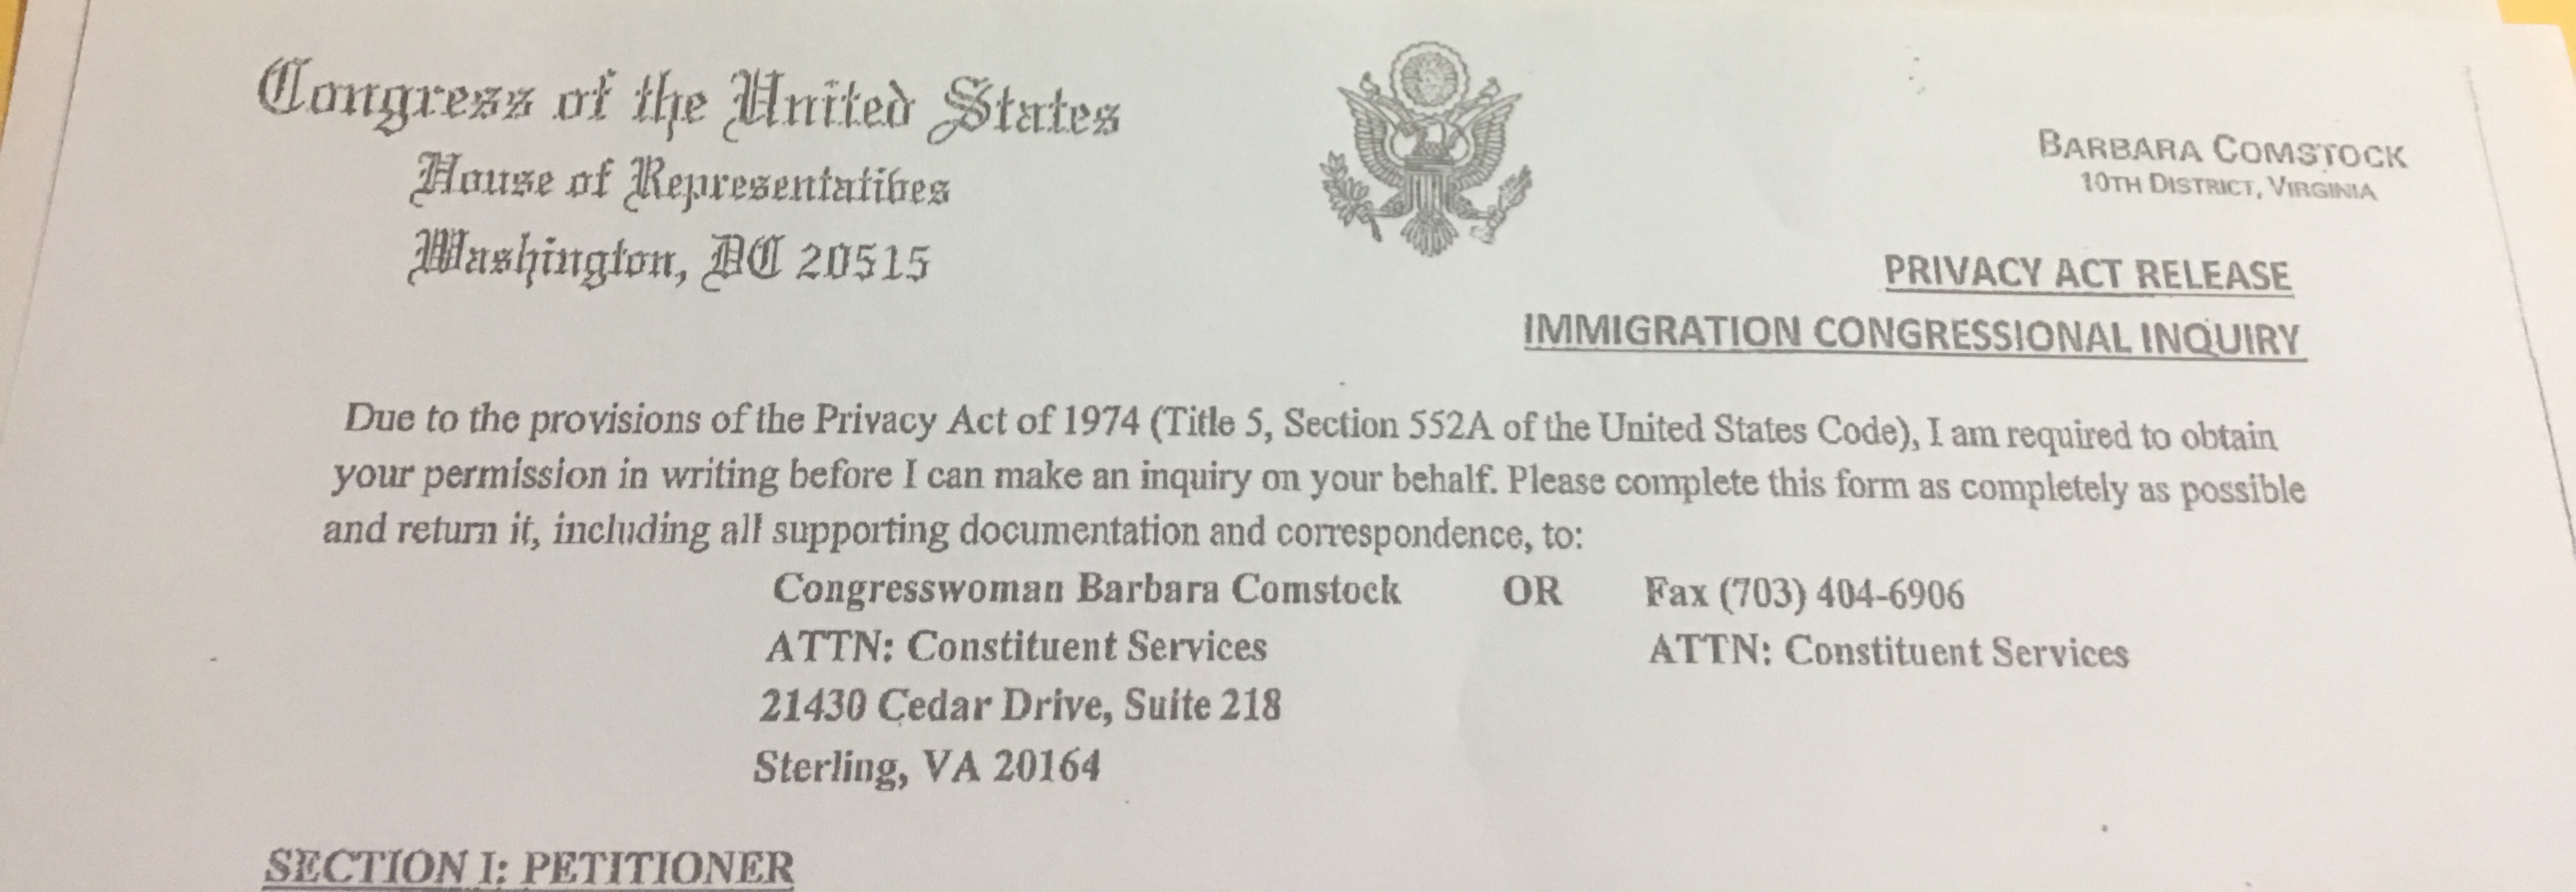 Congress of the United States
House of Representatives
Washington, DC 20515
BARBARA COMSTOCK
10TH DISTRICT, VIRGINIA
PRIVACY ACT RELEASE
IMMIGRATION CONGRESSIONAL INQUIRY
Due to the provisions of the Privacy Act of 1974 (Title 5, Section 552A of the United States Code), I am required to obtain
your permission in writing before I can make an inquiry on your behalf. Please complete this form as completely as possible
and return it, including all supporting documentation and correspondence, to:
Congresswoman Barbara Comstock OR Fax (703) 404-6906
ATTN: Constituent Services ATTN: Constituent Services
21430 Cedar Drive, Suite 218
Sterling, VA 20164
SECTION I: PETITIONER